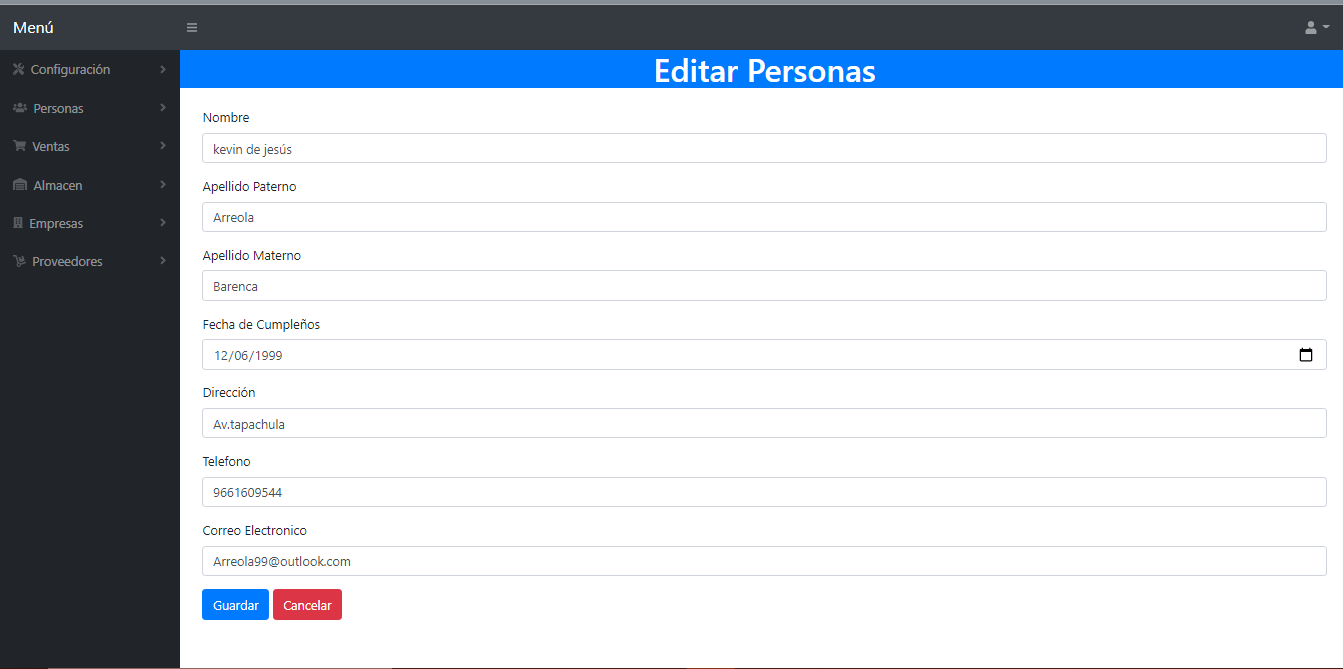 Menú
Configuración
Personas
Ventas
Almacen
Empresas
Proveedores
Editar Personas
Nombre
kevin de jesús
Apellido Paterno
Arreola
Apellido Materno
Barenca
Fecha de Cumpleños
12/06/1999
Dirección
Av.tapachula
Telefono
9661609544
Correo Electronico
Arreola99@outlook.com
Guardar Cancelar